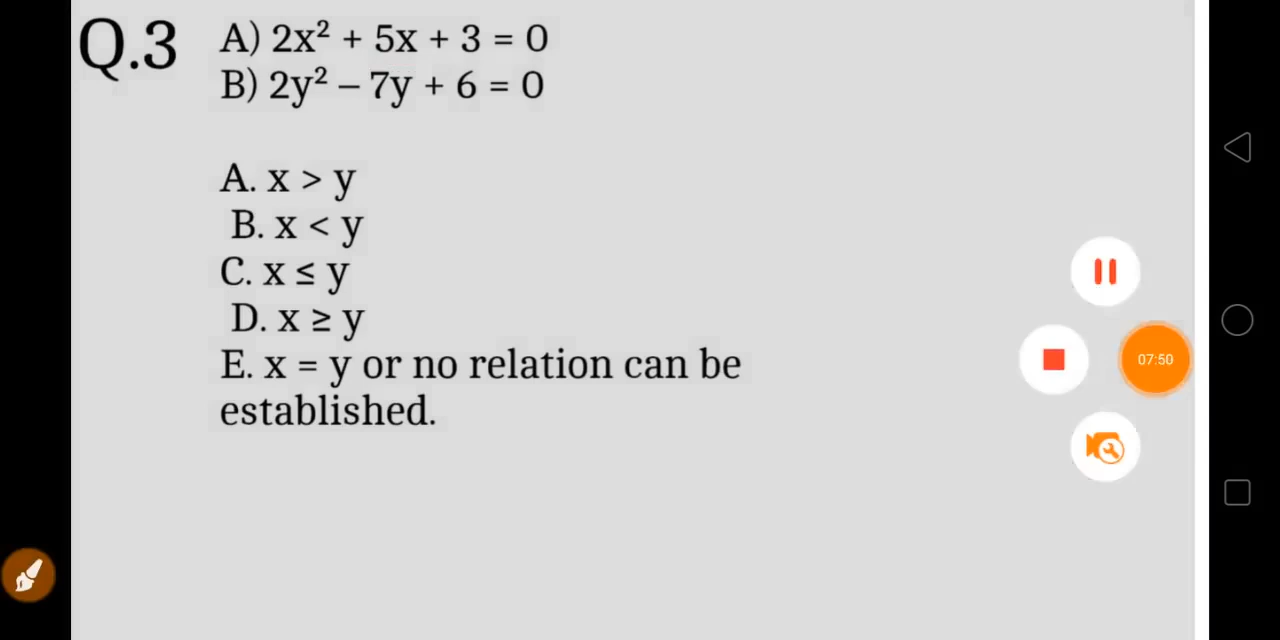 Q.3 A) 2x² + 5x + 3 = 0
B) 2y² – 7y + 6 = 0
A. x > y
B. x < y
C. x ≤ y
D. x ≥ y
E. x = y or no relation can be
established.
07:50